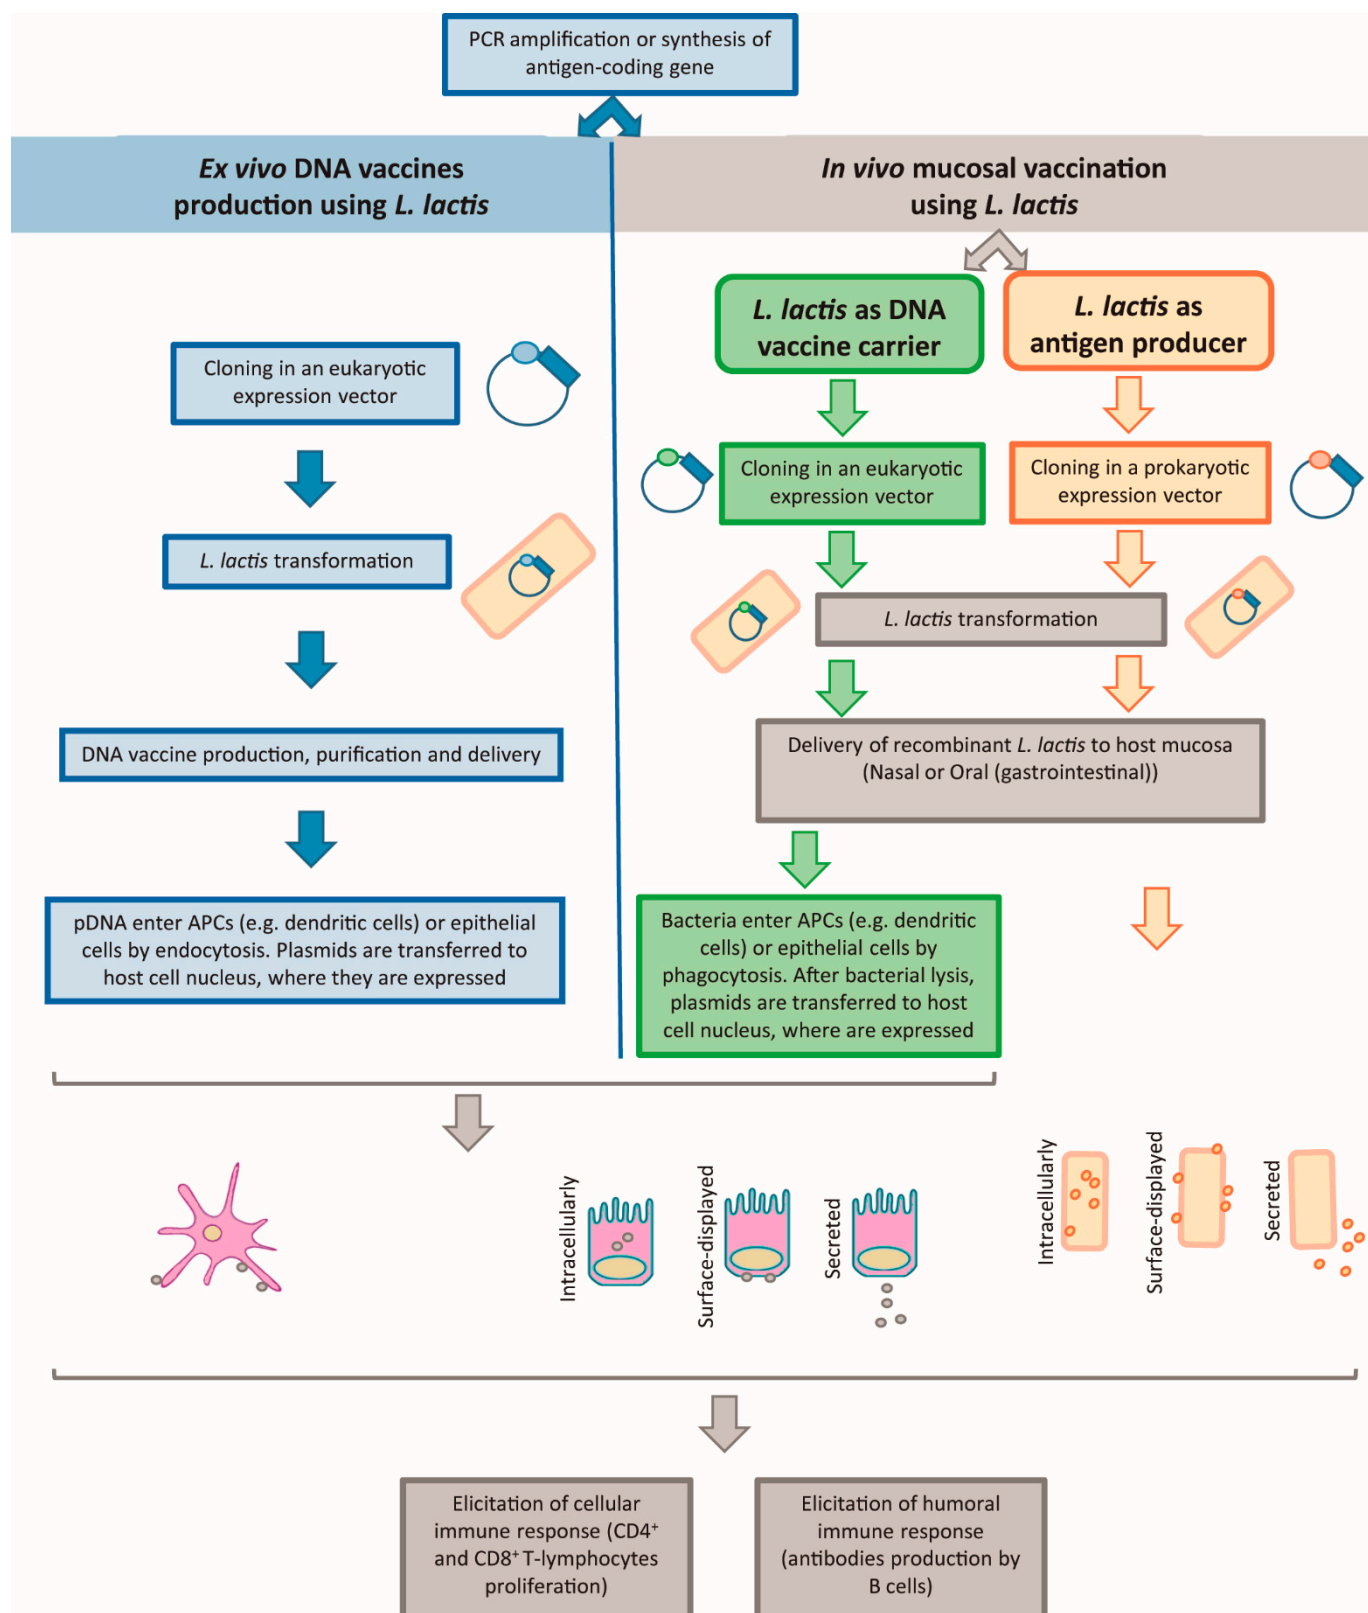 PCR amplification or synthesis of
antigen-coding gene
Ex vivo DNA vaccines
production using L. lactis
In vivo mucosal vaccination
using L. lactis
Cloning in an eukaryotic
expression vector
L. lactis transformation
DNA vaccine production, purification and delivery
pDNA enter APCs (e.g. dendritic cells) or epithelial
cells by endocytosis. Plasmids are transferred to
host cell nucleus, where they are expressed
L. lactis as DNA
vaccine carrier
L. lactis as
antigen producer
Cloning in an eukaryotic
expression vector
Cloning in a prokaryotic
expression vector
L. lactis transformation
Delivery of recombinant L. lactis to host mucosa
(Nasal or Oral (gastrointestinal))
Bacteria enter APCs (e.g. dendritic
cells) or epithelial cells by
phagocytosis. After bacterial lysis,
plasmids are transferred to host
cell nucleus, where are expressed
Intracellularly
Surface-displayed
Secreted
Intracellularly
Surface-displayed
Secreted
Elicitation of cellular
immune response (CD4⁺
and CD8⁺ T-lymphocytes
proliferation)
Elicitation of humoral
immune response
(antibodies production by
B cells)